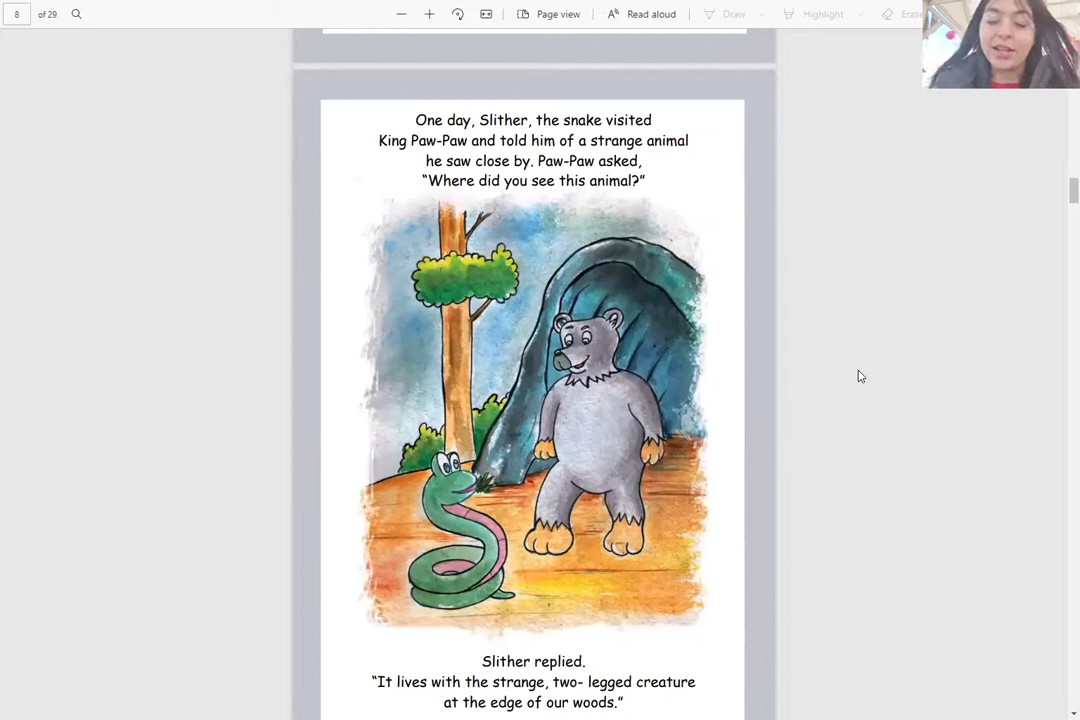 8 of 29
Page view
Read aloud
Draw
Highlight
Erase
One day, Slither, the snake visited
King Paw-Paw and told him of a strange animal
he saw close by. Paw-Paw asked,
“Where did you see this animal?”
Slither replied.
“It lives with the strange, two- legged creature
at the edge of our woods.”